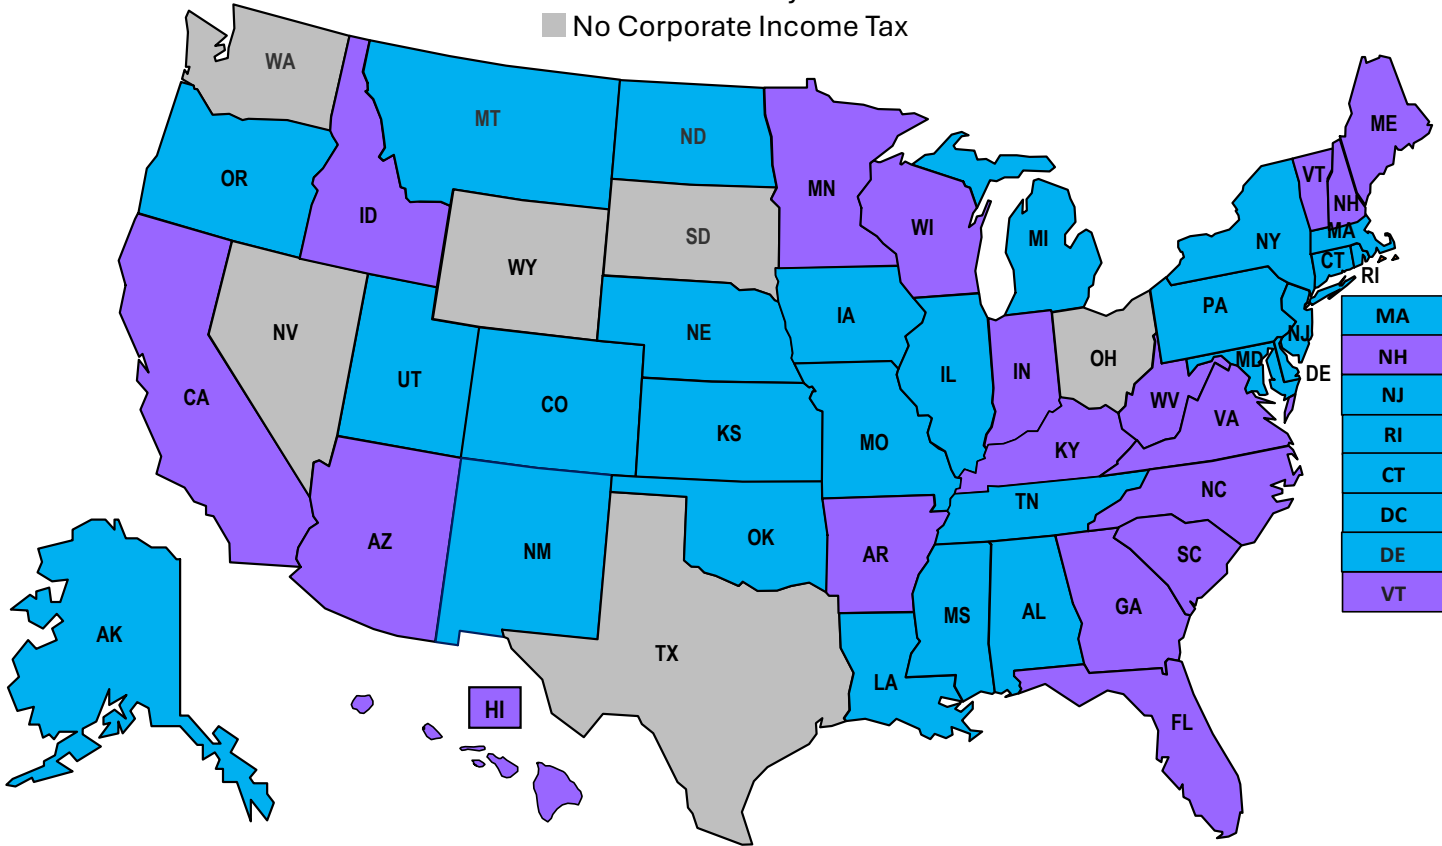 No Corporate Income Tax
WA
MT
ND
MN
ME
OR
ID
WY
SD
WI
MI
NY
VT
NH
MA
CT
RI
NV
UT
CO
NE
IA
IL
IN
OH
PA
NJ
MD
DE
CA
KS
MO
KY
WV
VA
AZ
NM
OK
AR
TN
NC
SC
MS
AL
GA
TX
LA
FL
AK
HI
MA
NH
NJ
RI
CT
DC
DE
VT